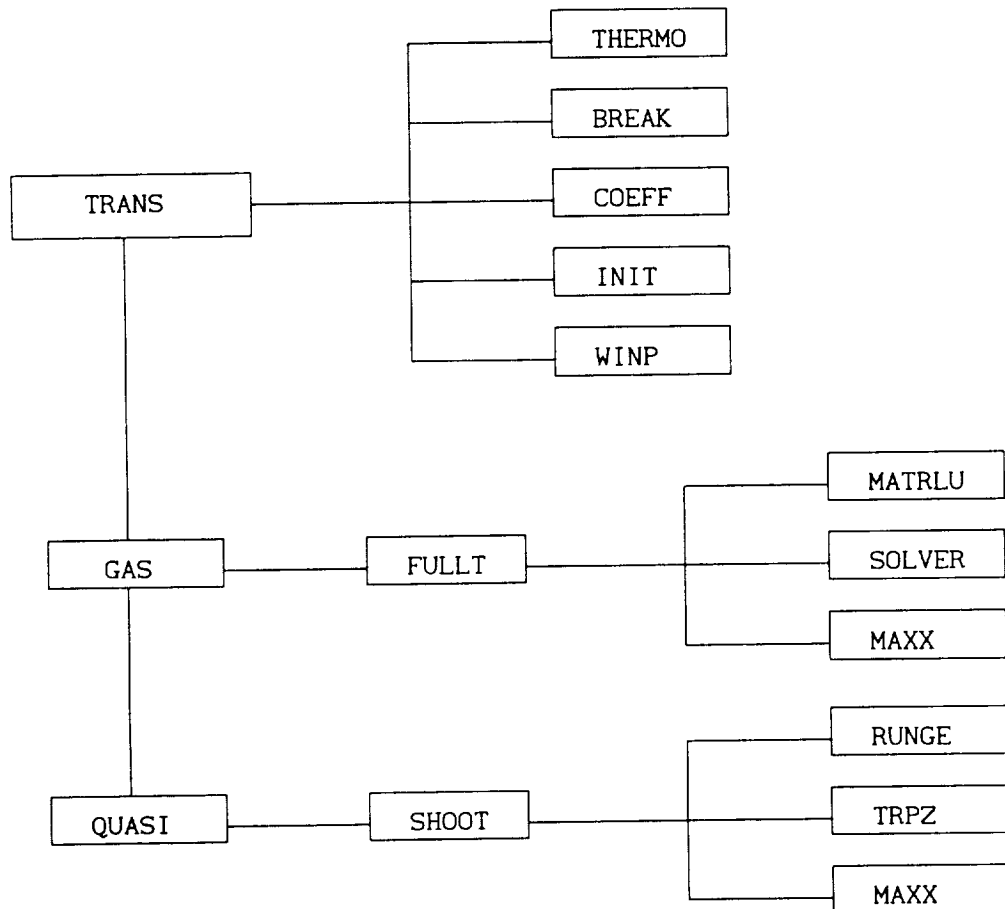 THERMO
BREAK
TRANS
COEFF
INIT
WINP
MATRLU
GAS
FULLT
SOLVER
MAXX
RUNGE
QUASI
SHOOT
TRPZ
MAXX